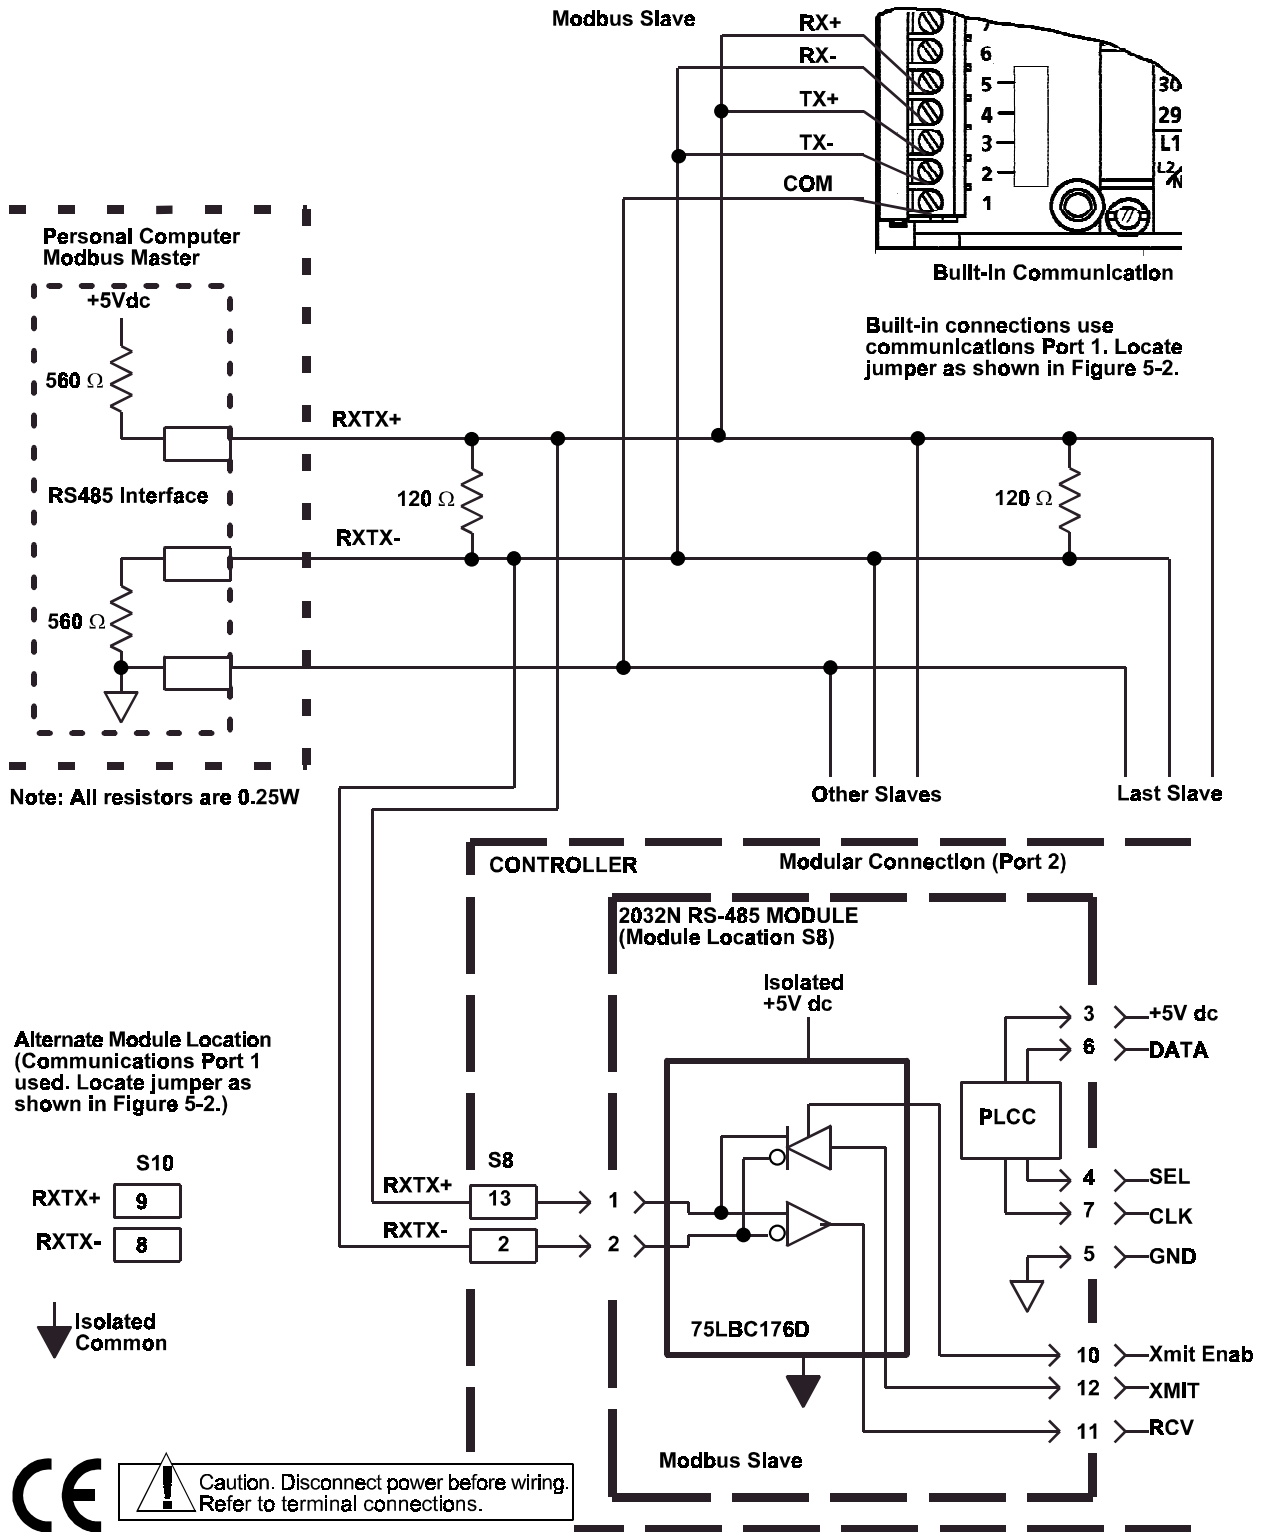 Modbus Slave
RX+
RX-
TX+
TX-
COM
7
6
5
4
3
2
1
30
29
L1
L2
N
Built-in Communication
Built-in connections use
communications Port 1. Locate
jumper as shown in Figure 5-2.
Personal Computer
Modbus Master
+5Vdc
560 Ω
RS485 Interface
560 Ω
RXTX+
RXTX-
120 Ω
120 Ω
Note: All resistors are 0.25W
Other Slaves
Last Slave
CONTROLLER
Modular Connection (Port 2)
2032N RS-485 MODULE
(Module Location S8)
Isolated
+5V dc
3
+5V dc
6
DATA
PLCC
4
SEL
7
CLK
5
GND
Alternate Module Location
(Communications Port 1
used. Locate jumper as
shown in Figure 5-2.)
S10
RXTX+
9
RXTX-
8
Isolated
Common
S8
RXTX+
13
1
RXTX-
2
2
75LBC176D
10
Xmit Enab
12
XMIT
11
RCV
Modbus Slave
CE
!
Caution. Disconnect power before wiring.
Refer to terminal connections.